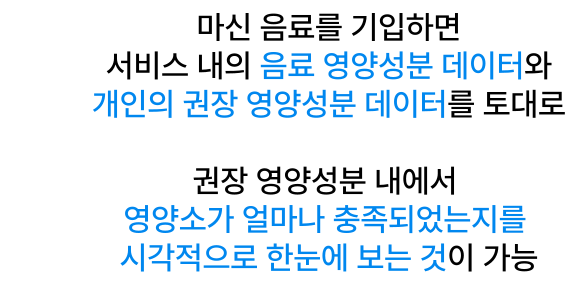 마신 음료를 기입하면
서비스 내의 음료 영양성분 데이터와
개인의 권장 영양성분 데이터를 토대로
권장 영양성분 내에서
영양소가 얼마나 충족되었는지를
시각적으로 한눈에 보는 것이 가능